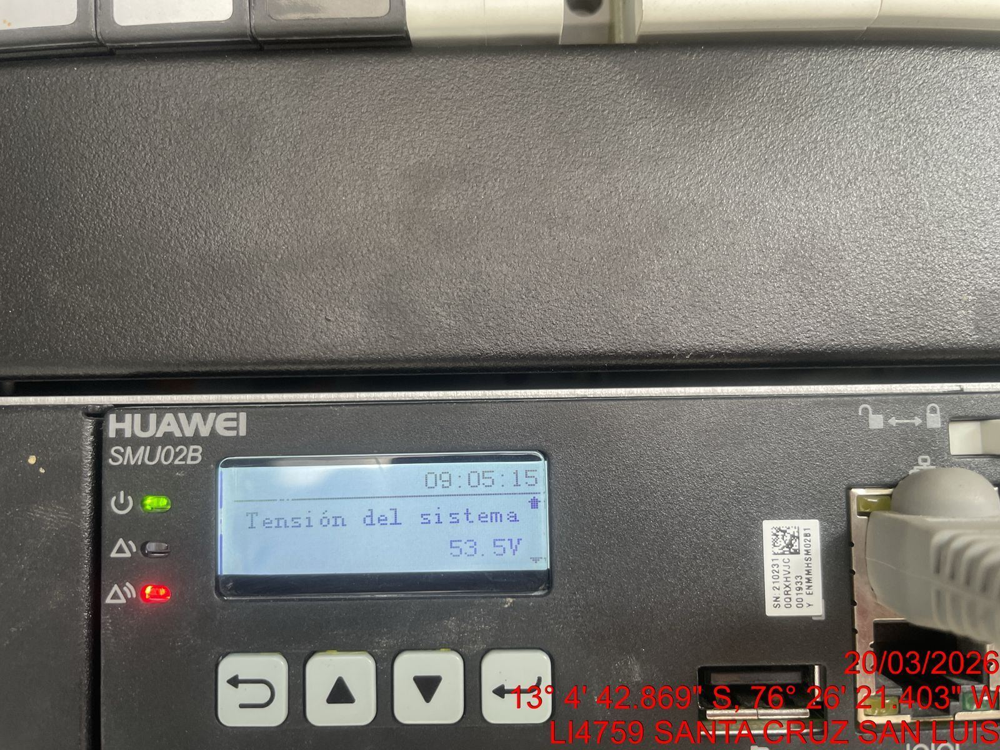 HUAWEI
SMU02B
09:05:15
Tensión del sistema
53.5V
SN:210231
0QRXHVJC
001933
Y ENMMHSM02B1
20/03/2026
13° 4' 42.869" S, 76° 26' 21.403" W
LI4759 SANTA CRUZ SAN LUIS